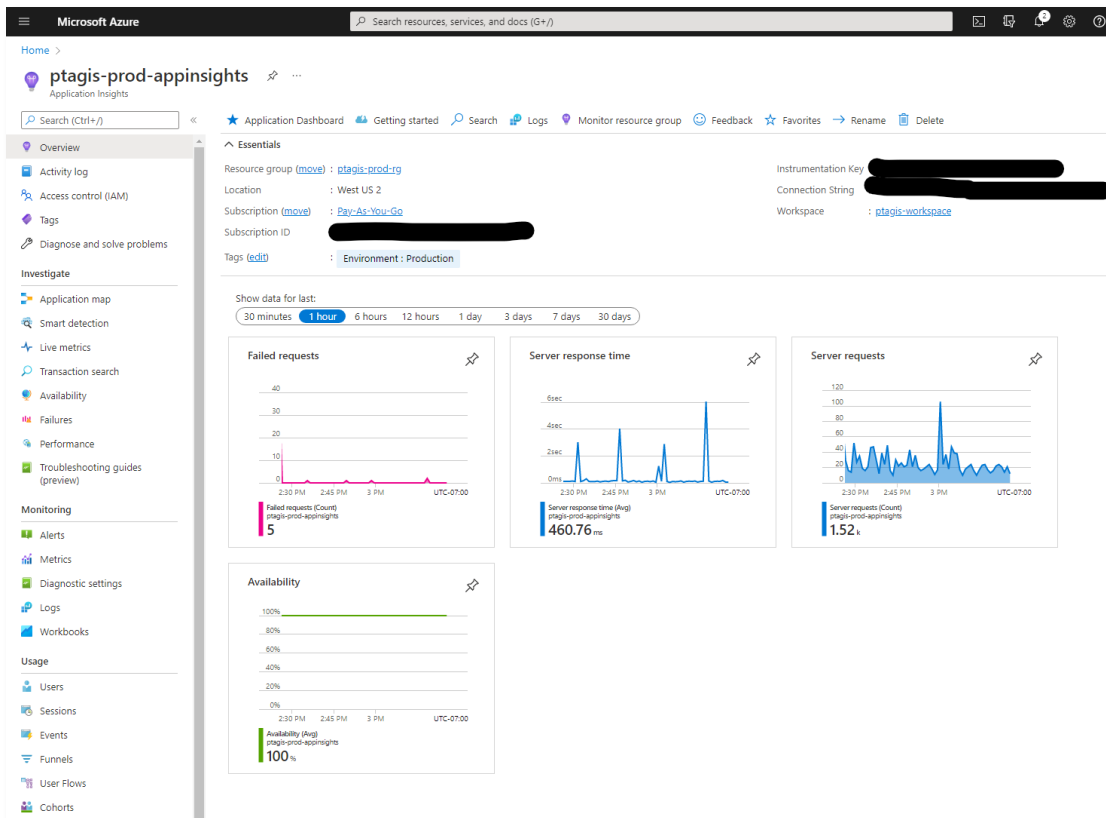 Microsoft Azure
Search resources, services, and docs (G+/)
2
Home >
ptagis-prod-appinsights
Application Insights
Search (Ctrl+/)
«
Overview
Activity log
Access control (IAM)
Tags
Diagnose and solve problems
Investigate
Application map
Smart detection
Live metrics
Transaction search
Availability
Failures
Performance
Troubleshooting guides
(preview)
Monitoring
Alerts
Metrics
Diagnostic settings
Logs
Workbooks
Usage
Users
Sessions
Events
Funnels
User Flows
Cohorts
Application Dashboard Getting started Search Logs Monitor resource group Feedback Favorites Rename Delete
Essentials
Resource group (move) : ptagis-prod-rg
Location : West US 2
Subscription (move) : Pay-As-You-Go
Subscription ID
Tags (edit) : Environment : Production
Instrumentation Key
Connection String
Workspace : ptagis-workspace
Show data for last:
30 minutes 1 hour 6 hours 12 hours 1 day 3 days 7 days 30 days
Failed requests
40
30
20
10
0
2:30 PM 2:45 PM 3 PM UTC-07:00
Failed requests (Count)
ptagis-prod-appinsights
5
Server response time
6sec
4sec
2sec
0ms
2:30 PM 2:45 PM 3 PM UTC-07:00
Server response time (Avg)
ptagis-prod-appinsights
460.76 ms
Server requests
120
100
80
60
40
20
0
2:30 PM 2:45 PM 3 PM UTC-07:00
Server requests (Count)
ptagis-prod-appinsights
1.52 k
Availability
100%
80%
60%
40%
20%
0%
2:30 PM 2:45 PM 3 PM UTC-07:00
Availability (Avg)
ptagis-prod-appinsights
100 %